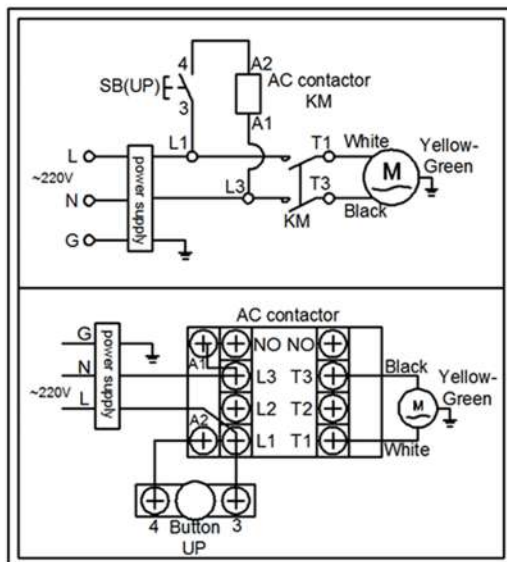 4
A2
SB(UP)
AC contactor
KM
3
A1
L1
T1
White
Yellow-
Green
L
~220V
power supply
M
N
L3
T3
Black
G
KM
AC contactor
G
NO NO
A1
power supply
N
L3 T3
Black
Yellow-
Green
~220V
L
L2 T2
M
A2
L1 T1
White
4
Button
3
UP